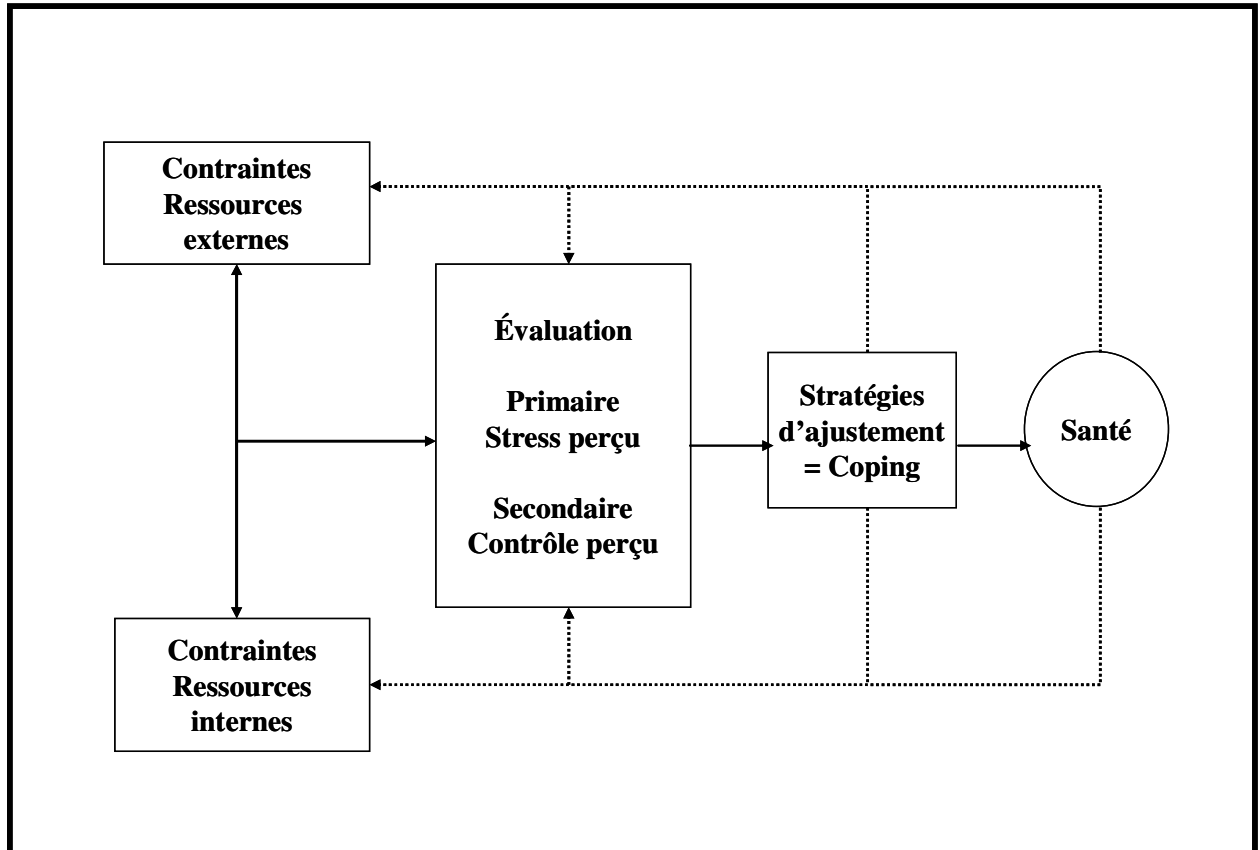 Contraintes
Ressources
externes
Évaluation
Primaire
Stress perçu
Secondaire
Contrôle perçu
Stratégies
d’ajustement
= Coping
Santé
Contraintes
Ressources
internes